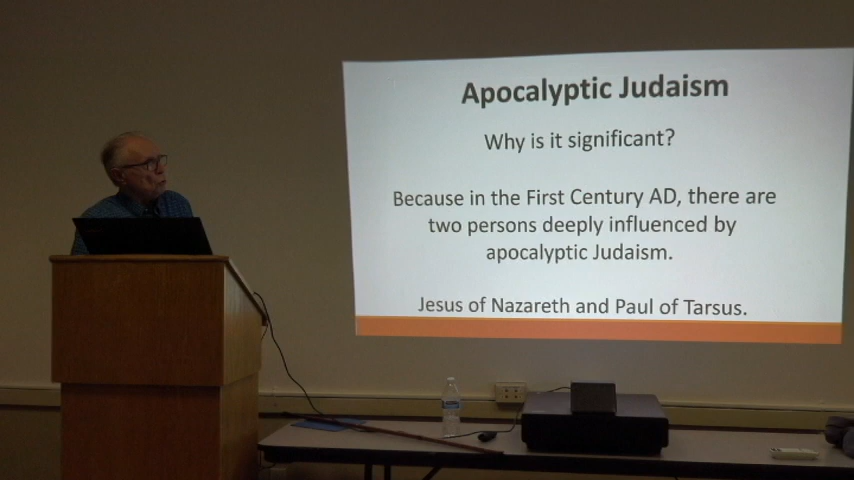 Apocalyptic Judaism
Why is it significant?
Because in the First Century AD, there are
two persons deeply influenced by
apocalyptic Judaism.
Jesus of Nazareth and Paul of Tarsus.